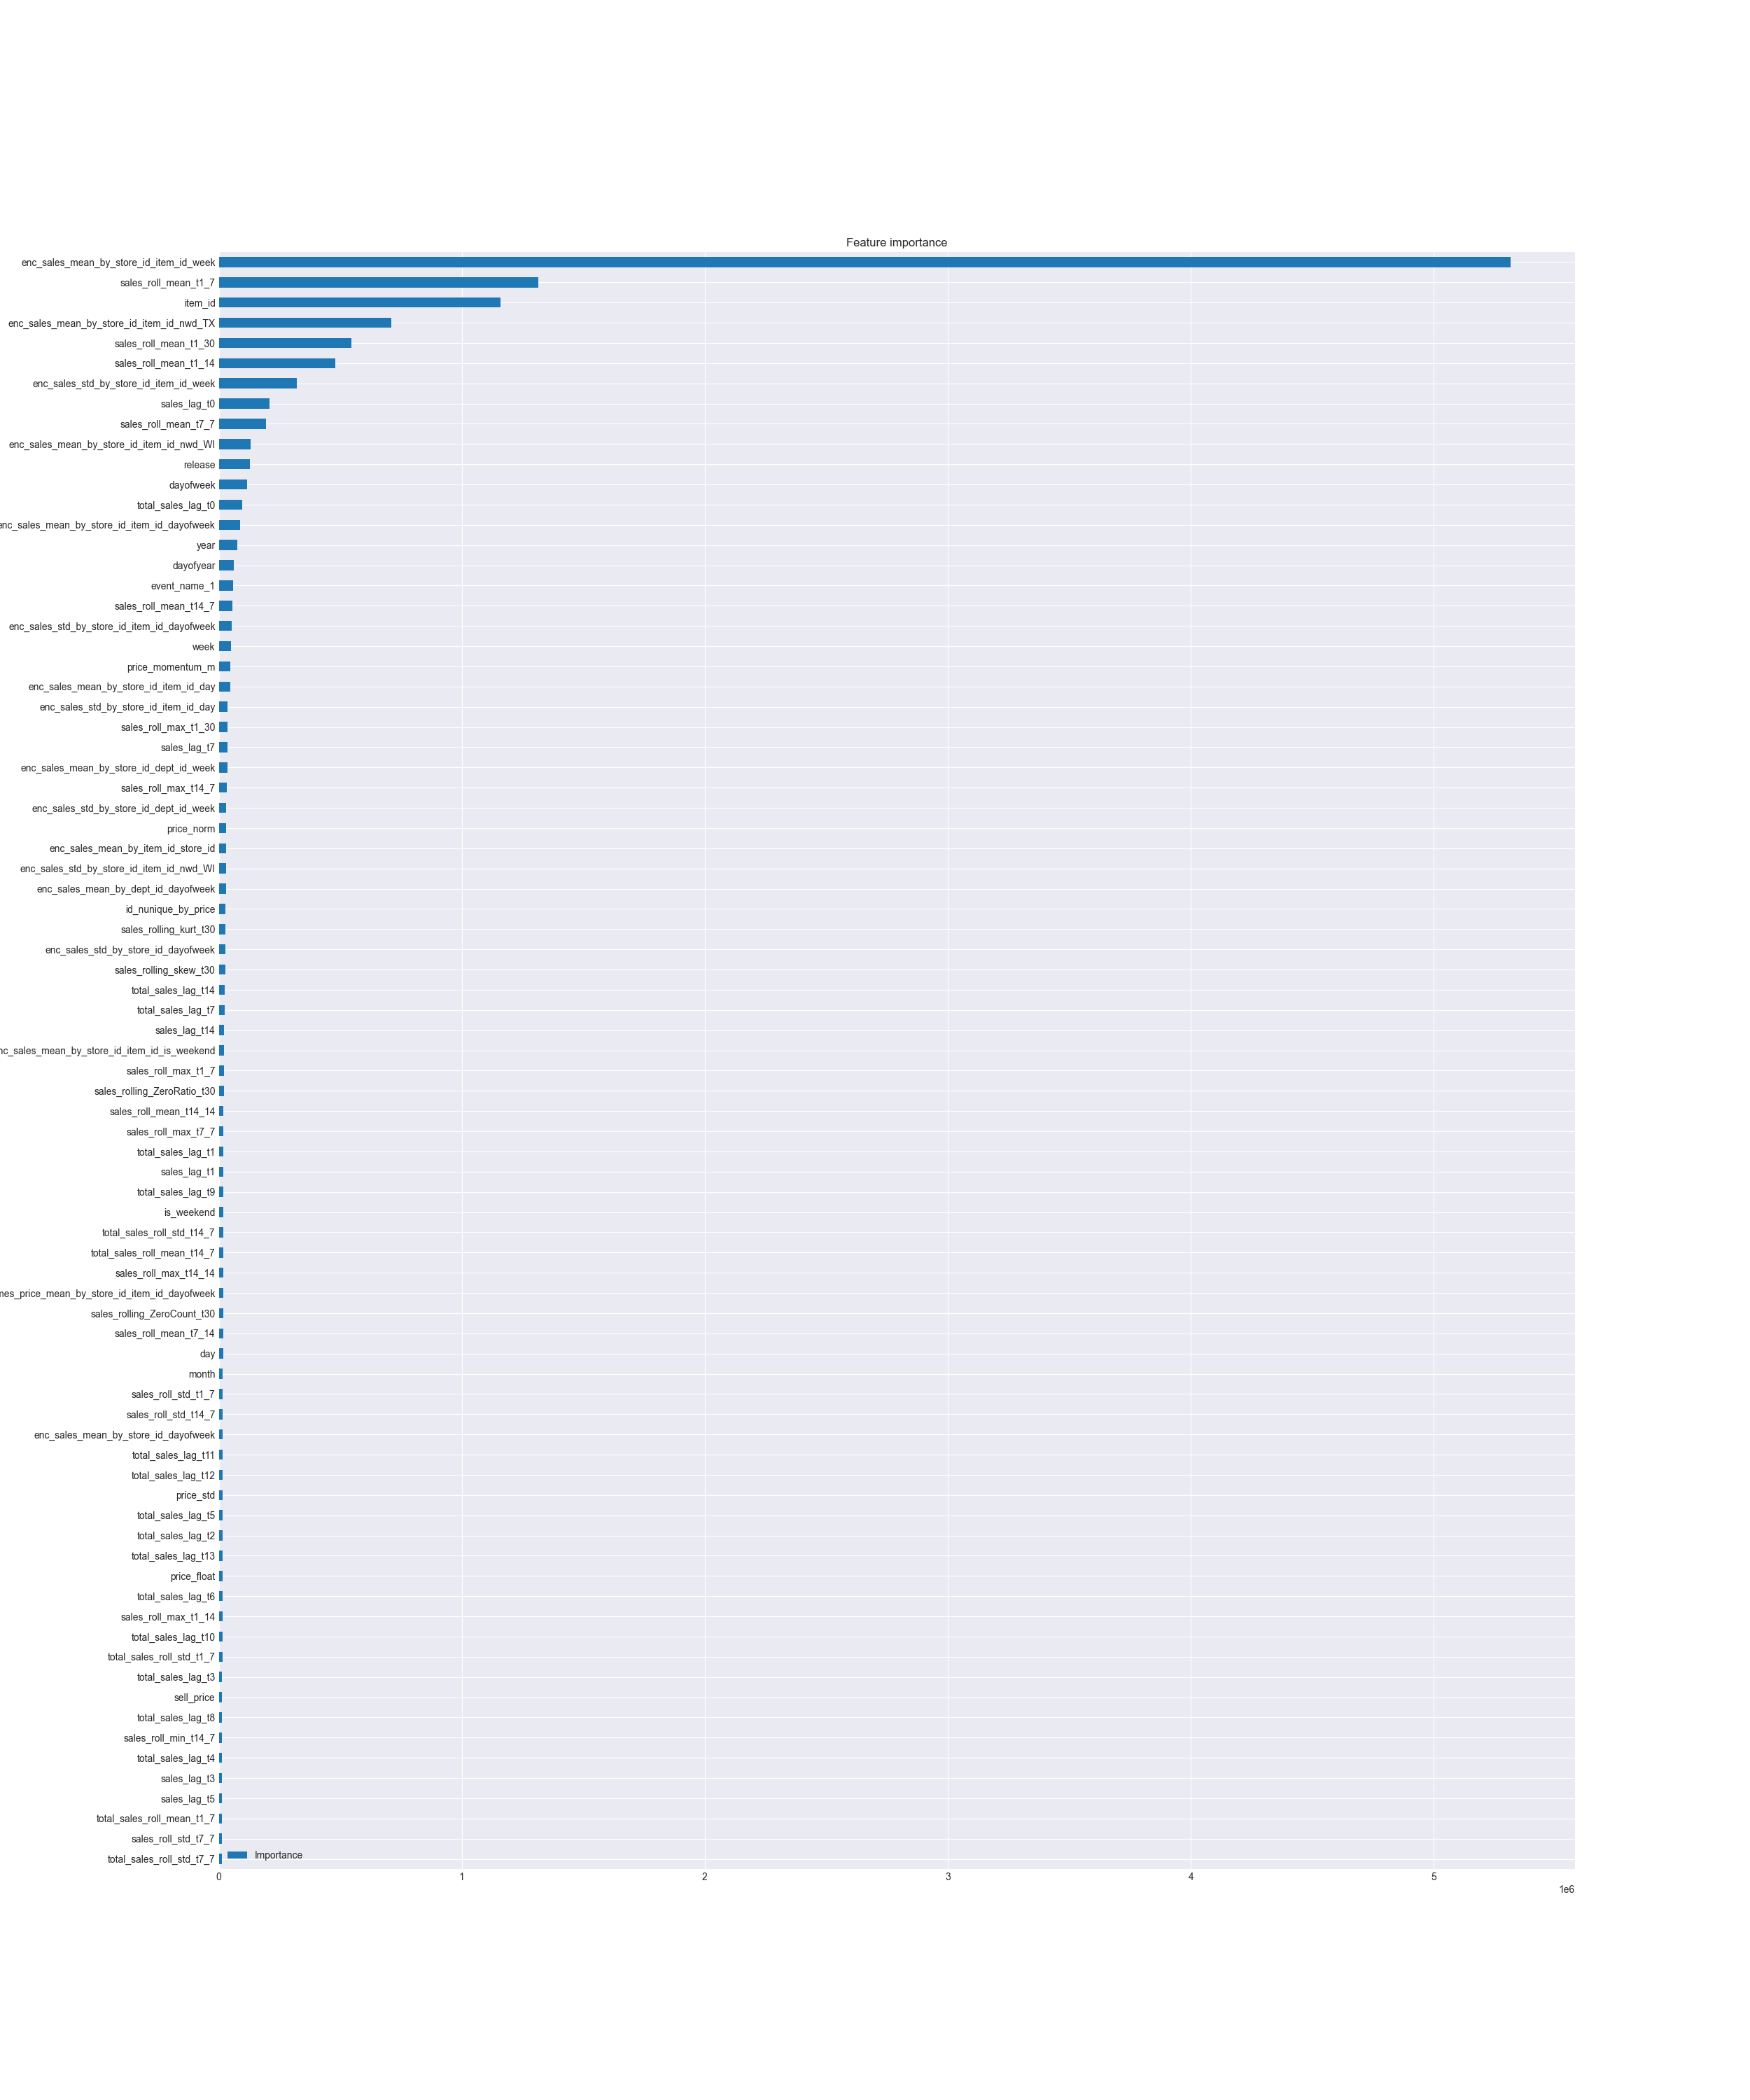 Feature importance
enc_sales_mean_by_store_id_item_id_week
sales_roll_mean_t1_7
item_id
enc_sales_mean_by_store_id_item_id_nwd_TX
sales_roll_mean_t1_30
sales_roll_mean_t1_14
enc_sales_std_by_store_id_item_id_week
sales_lag_t0
sales_roll_mean_t7_7
enc_sales_mean_by_store_id_item_id_nwd_WI
release
dayofweek
total_sales_lag_t0
enc_sales_mean_by_store_id_item_id_dayofweek
year
dayofyear
event_name_1
sales_roll_mean_t14_7
enc_sales_std_by_store_id_item_id_dayofweek
week
price_momentum_m
enc_sales_mean_by_store_id_item_id_day
enc_sales_std_by_store_id_item_id_day
sales_roll_max_t1_30
sales_lag_t7
enc_sales_mean_by_store_id_dept_id_week
sales_roll_max_t14_7
enc_sales_std_by_store_id_dept_id_week
price_norm
enc_sales_mean_by_item_id_store_id
enc_sales_std_by_store_id_item_id_nwd_WI
enc_sales_mean_by_dept_id_dayofweek
id_nunique_by_price
sales_rolling_kurt_t30
enc_sales_std_by_store_id_dayofweek
sales_rolling_skew_t30
total_sales_lag_t14
total_sales_lag_t7
sales_lag_t14
nc_sales_mean_by_store_id_item_id_is_weekend
sales_roll_max_t1_7
sales_rolling_ZeroRatio_t30
sales_roll_mean_t14_14
sales_roll_max_t7_7
total_sales_lag_t1
sales_lag_t1
total_sales_lag_t9
is_weekend
total_sales_roll_std_t14_7
total_sales_roll_mean_t14_7
sales_roll_max_t14_14
mes_price_mean_by_store_id_item_id_dayofweek
sales_rolling_ZeroCount_t30
sales_roll_mean_t7_14
day
month
sales_roll_std_t1_7
sales_roll_std_t14_7
enc_sales_mean_by_store_id_dayofweek
total_sales_lag_t11
total_sales_lag_t12
price_std
total_sales_lag_t5
total_sales_lag_t2
total_sales_lag_t13
price_float
total_sales_lag_t6
sales_roll_max_t1_14
total_sales_lag_t10
total_sales_roll_std_t1_7
total_sales_lag_t3
sell_price
total_sales_lag_t8
sales_roll_min_t14_7
total_sales_lag_t4
sales_lag_t3
sales_lag_t5
total_sales_roll_mean_t1_7
sales_roll_std_t7_7
total_sales_roll_std_t7_7
Importance
0 1 2 3 4 5
1e6